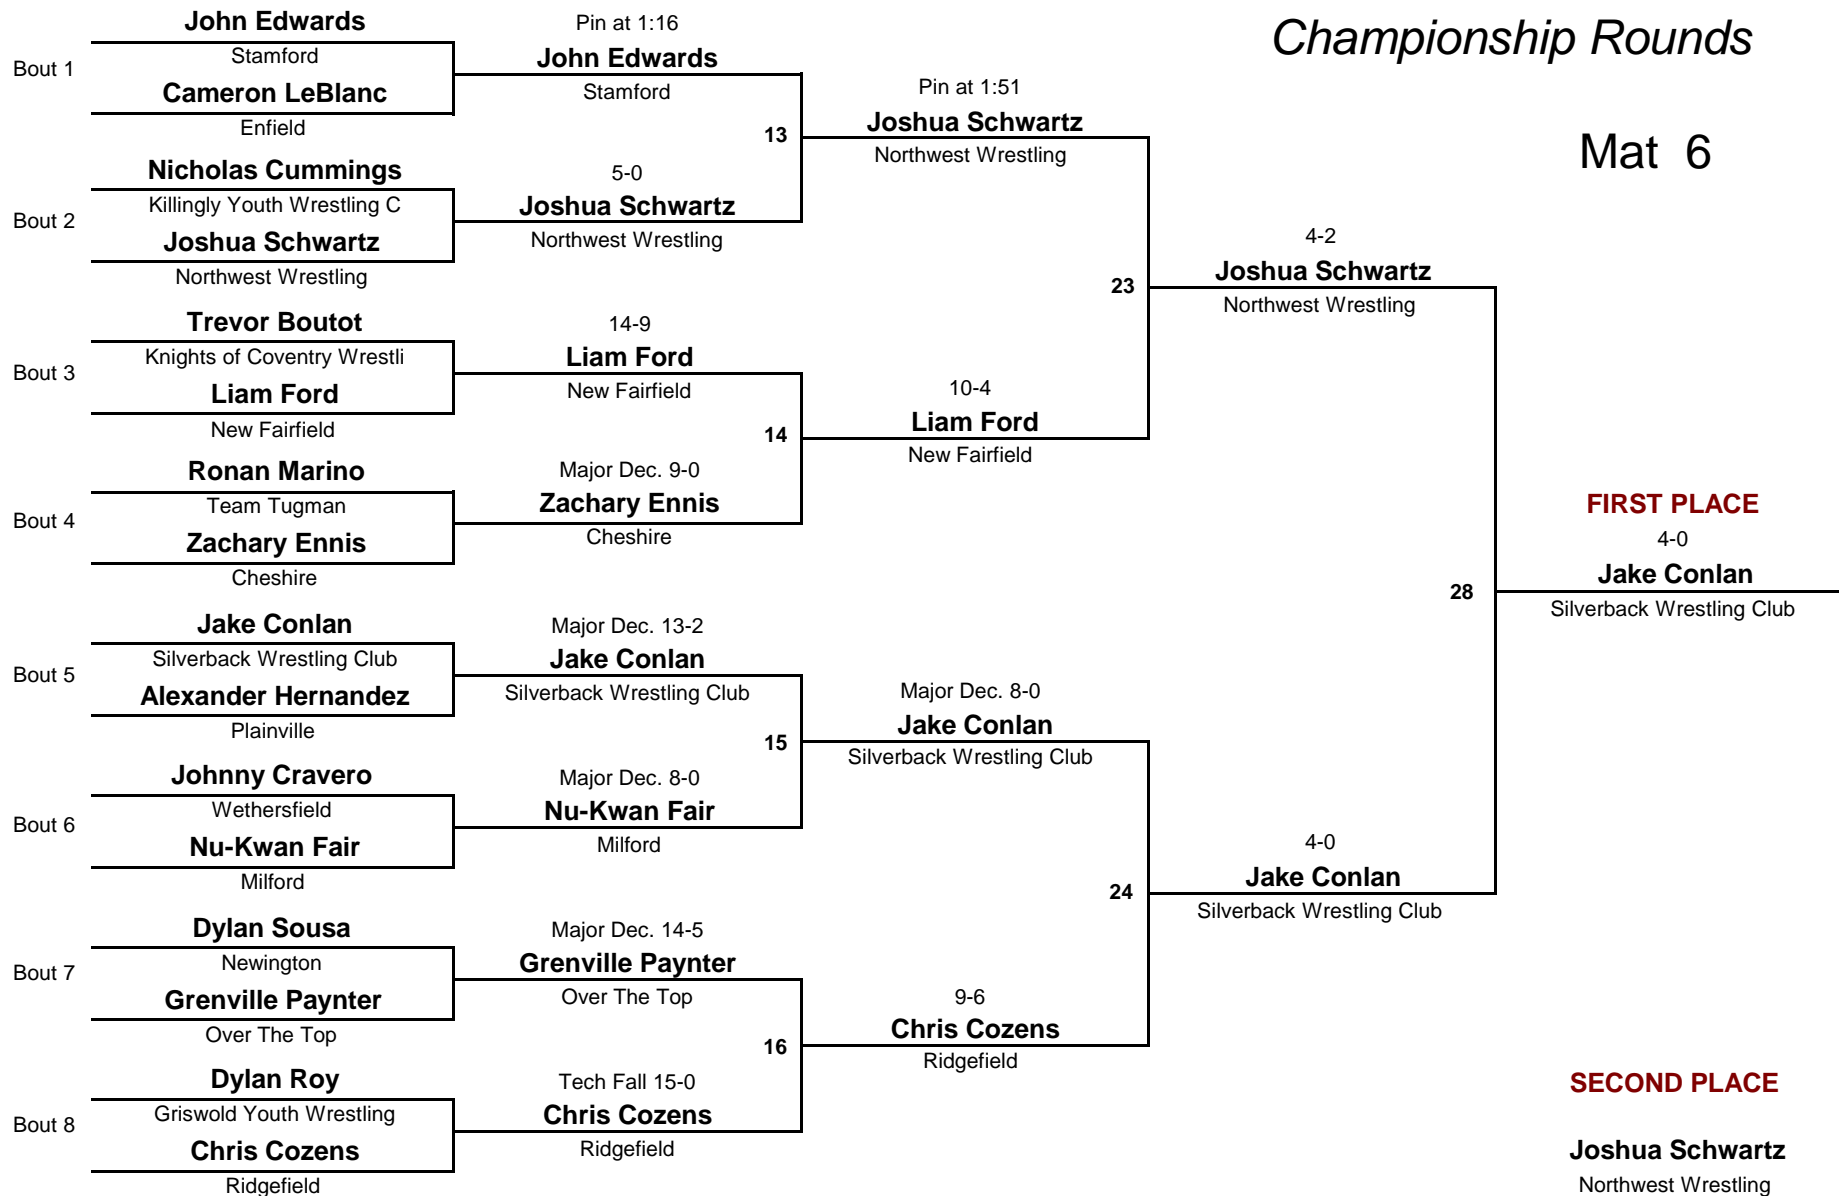 Championship Rounds
Mat 6
Bout 1
John Edwards
Stamford
Cameron LeBlanc
Enfield
Bout 2
Nicholas Cummings
Killingly Youth Wrestling C
Joshua Schwartz
Northwest Wrestling
Bout 3
Trevor Boutot
Knights of Coventry Wrestli
Liam Ford
New Fairfield
Bout 4
Ronan Marino
Team Tugman
Zachary Ennis
Cheshire
Bout 5
Jake Conlan
Silverback Wrestling Club
Alexander Hernandez
Plainville
Bout 6
Johnny Cravero
Wethersfield
Nu-Kwan Fair
Milford
Bout 7
Dylan Sousa
Newington
Grenville Paynter
Over The Top
Bout 8
Dylan Roy
Griswold Youth Wrestling
Chris Cozens
Ridgefield
Pin at 1:16
John Edwards
Stamford
13
5-0
Joshua Schwartz
Northwest Wrestling
14-9
Liam Ford
New Fairfield
14
Major Dec. 9-0
Zachary Ennis
Cheshire
Major Dec. 13-2
Jake Conlan
Silverback Wrestling Club
15
Major Dec. 8-0
Nu-Kwan Fair
Milford
Major Dec. 14-5
Grenville Paynter
Over The Top
16
Tech Fall 15-0
Chris Cozens
Ridgefield
Pin at 1:51
Joshua Schwartz
Northwest Wrestling
23
10-4
Liam Ford
New Fairfield
Major Dec. 8-0
Jake Conlan
Silverback Wrestling Club
24
9-6
Chris Cozens
Ridgefield
4-2
Joshua Schwartz
Northwest Wrestling
28
4-0
Jake Conlan
Silverback Wrestling Club
FIRST PLACE
4-0
Jake Conlan
Silverback Wrestling Club
SECOND PLACE
Joshua Schwartz
Northwest Wrestling